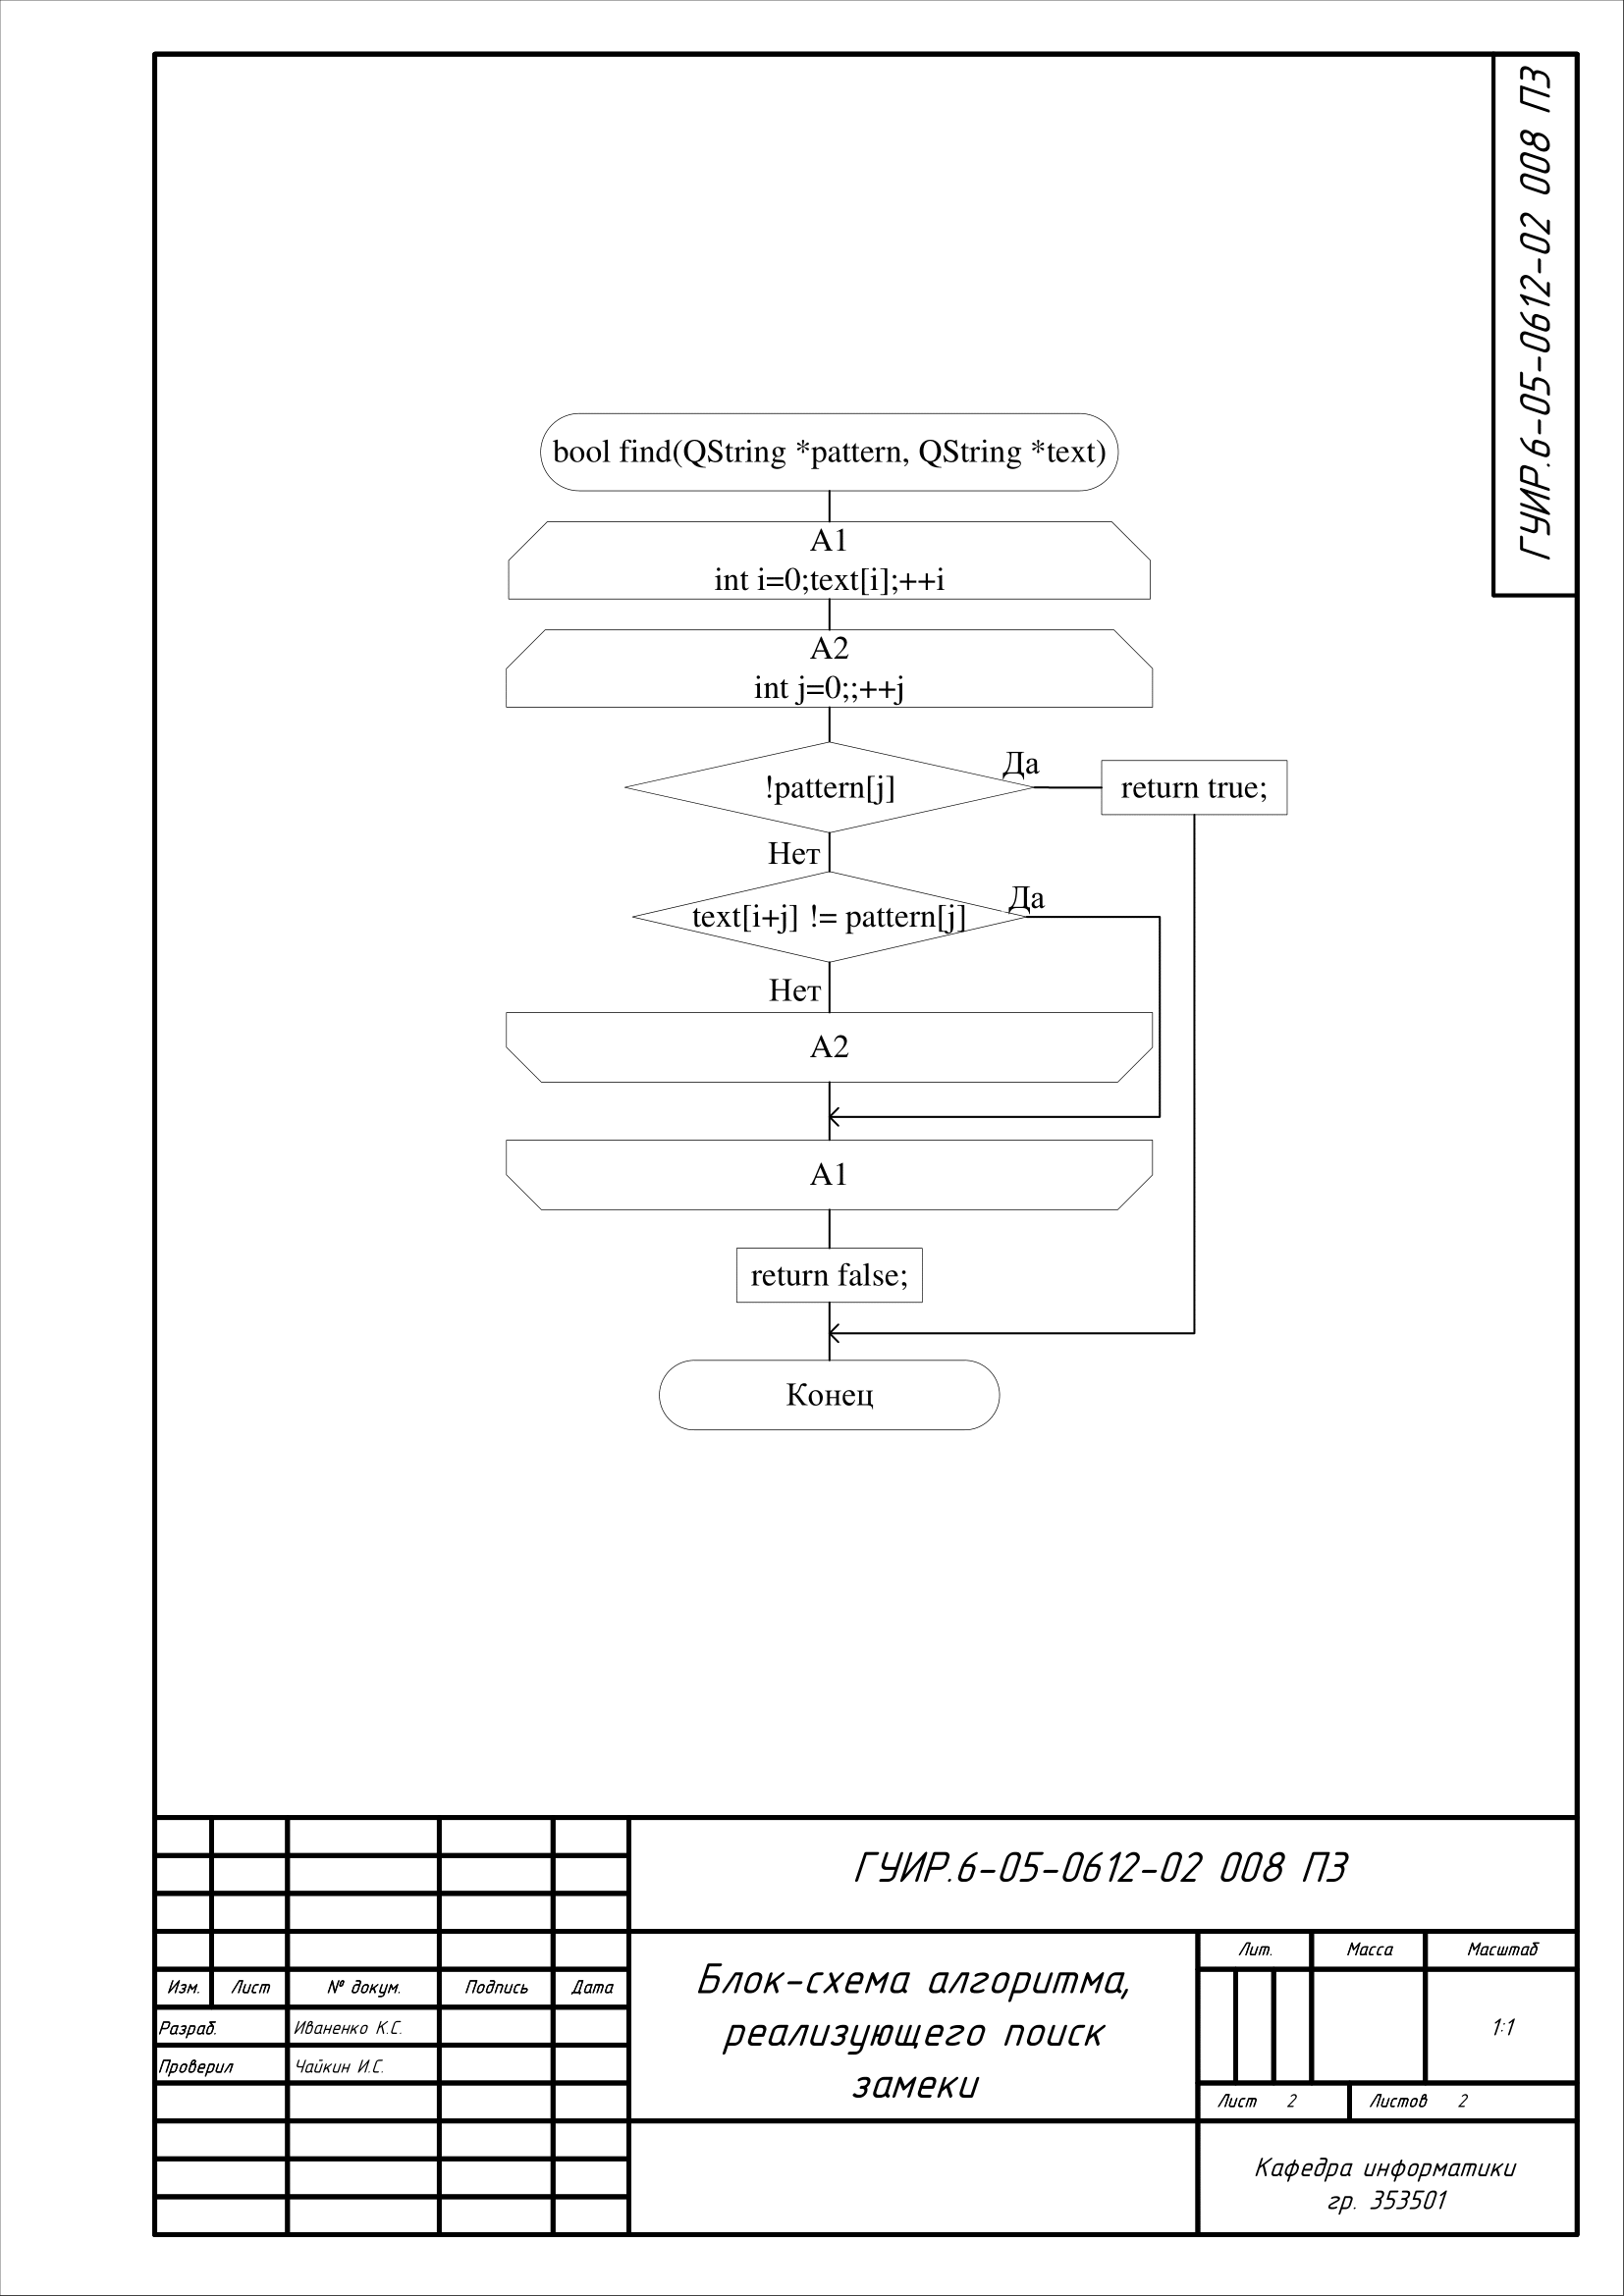 ГУИР.6-05-0612-02 008 ПЗ
bool find(QString *pattern, QString *text)
A1
int i=0;text[i];++i
A2
int j=0;;++j
!pattern[j]
Да
return true;
Нет
text[i+j] != pattern[j]
Да
Нет
A2
A1
return false;
Конец
ГУИР.6-05-0612-02 008 ПЗ
Изм. Лист № докум. Подпись Дата
Разраб. Иваненко К.С.
Проверил Чайкин И.С.
Блок-схема алгоритма,
реализующего поиск
замеки
Лит. Масса Масштаб
1:1
Лист 2 Листов 2
Кафедра информатики
гр. 353501